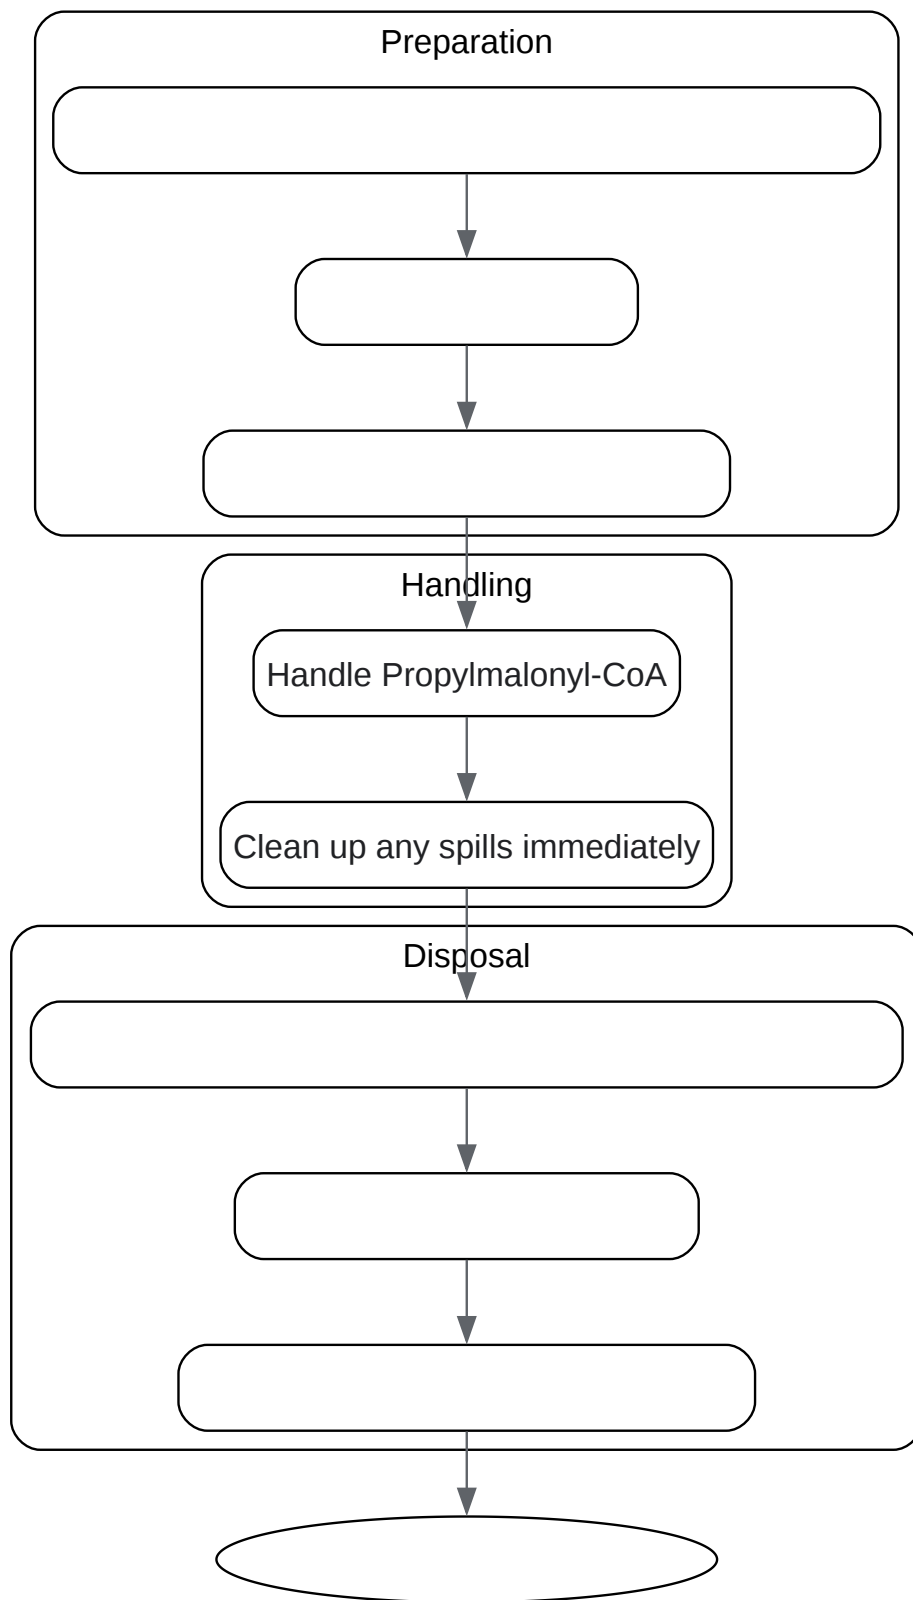 Preparation
Handling
Handle Propylmalonyl-CoA
Clean up any spills immediately
Disposal